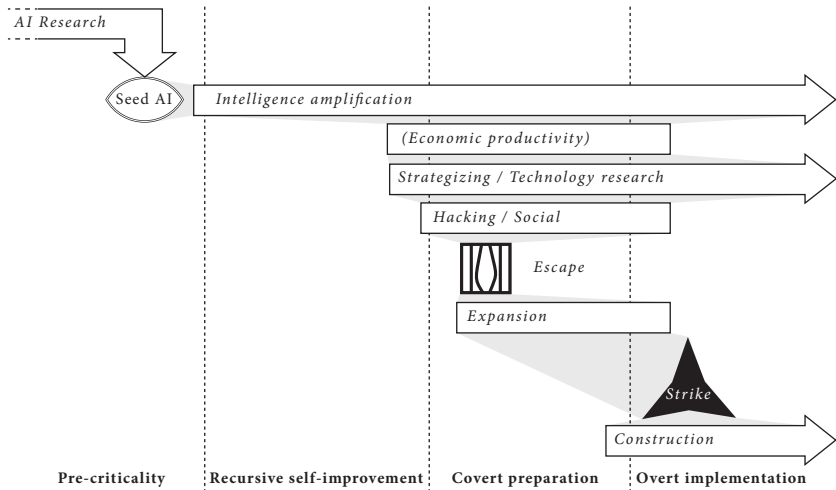 AI Research
Seed AI
Intelligence amplification
(Economic productivity)
Strategizing / Technology research
Hacking / Social
Escape
Expansion
Strike
Construction
Pre-criticality
Recursive self-improvement
Covert preparation
Overt implementation